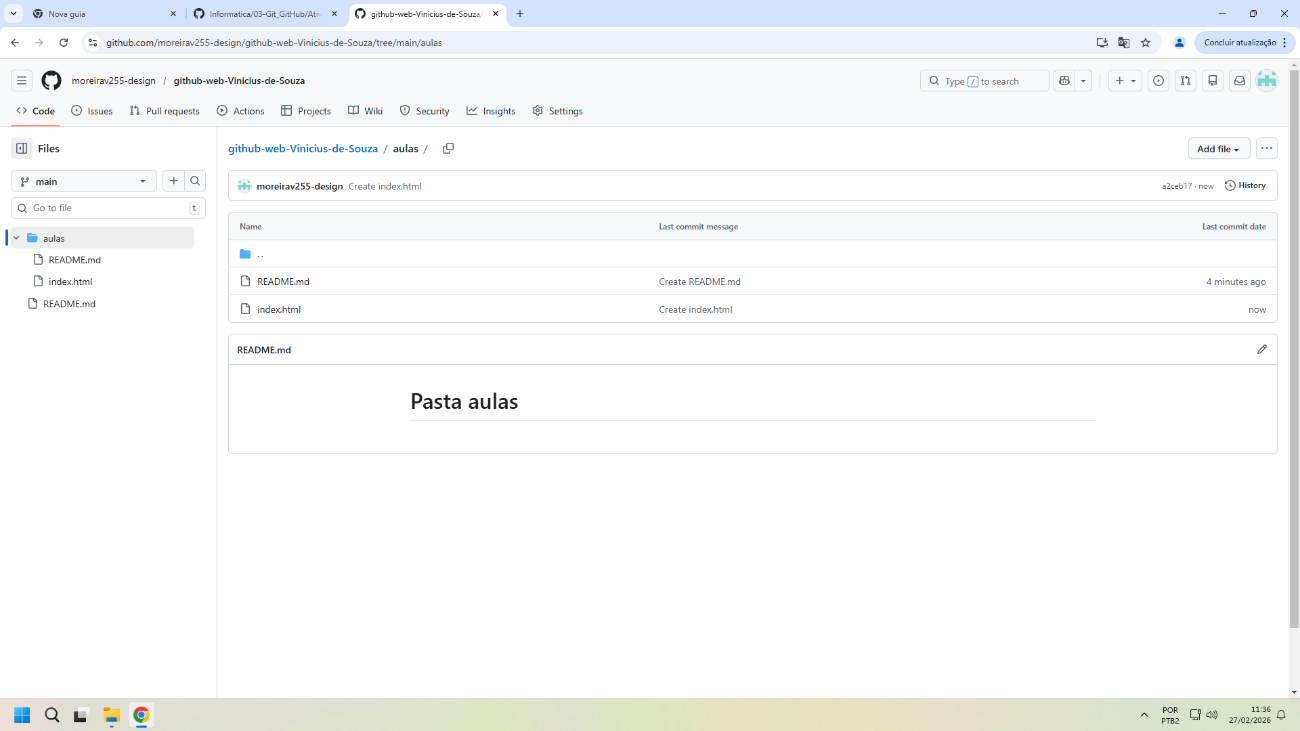 Nova guia
Informatica/03-Git_GitHub/Ativ
github-web-Vinicius-de-Souza/
github.com/moreirav255-design/github-web-Vinicius-de-Souza/tree/main/aulas
Concluir atualização
moreirav255-design / github-web-Vinicius-de-Souza
Type / to search
Code
Issues
Pull requests
Actions
Projects
Wiki
Security
Insights
Settings
Files
main
Go to file
t
aulas
README.md
index.html
README.md
github-web-Vinicius-de-Souza / aulas /
Add file
moreirav255-design Create index.html
a2ceb17 · now
History
Name Last commit message Last commit date
..
README.md Create README.md 4 minutes ago
index.html Create index.html now
README.md
Pasta aulas
POR
PTB2
11:36
27/02/2026